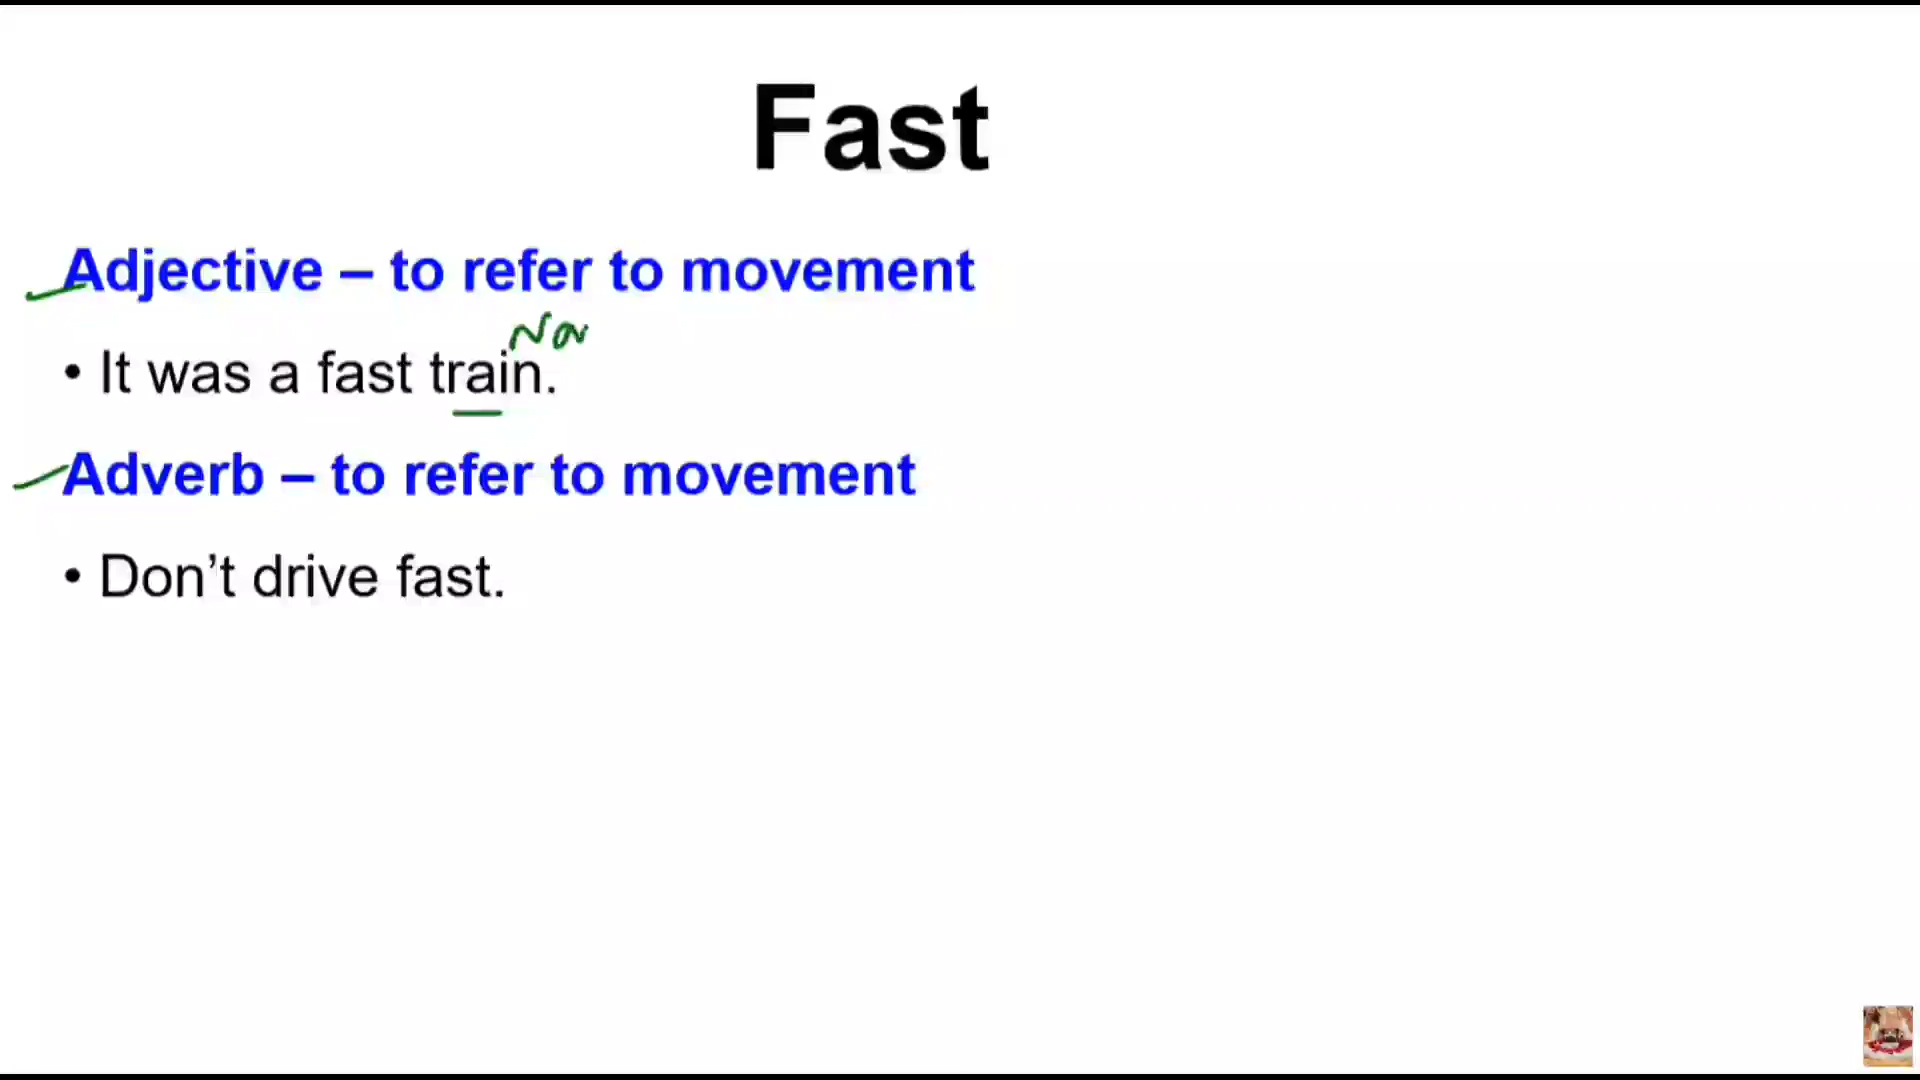 Fast
Adjective – to refer to movement
• It was a fast train.
Adverb – to refer to movement
• Don’t drive fast.